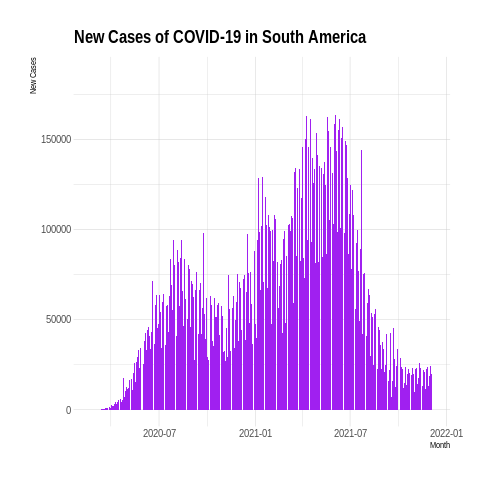 New Cases of COVID-19 in South America
New Cases
150000
100000
50000
0
2020-07
2021-01
2021-07
2022-01
Month